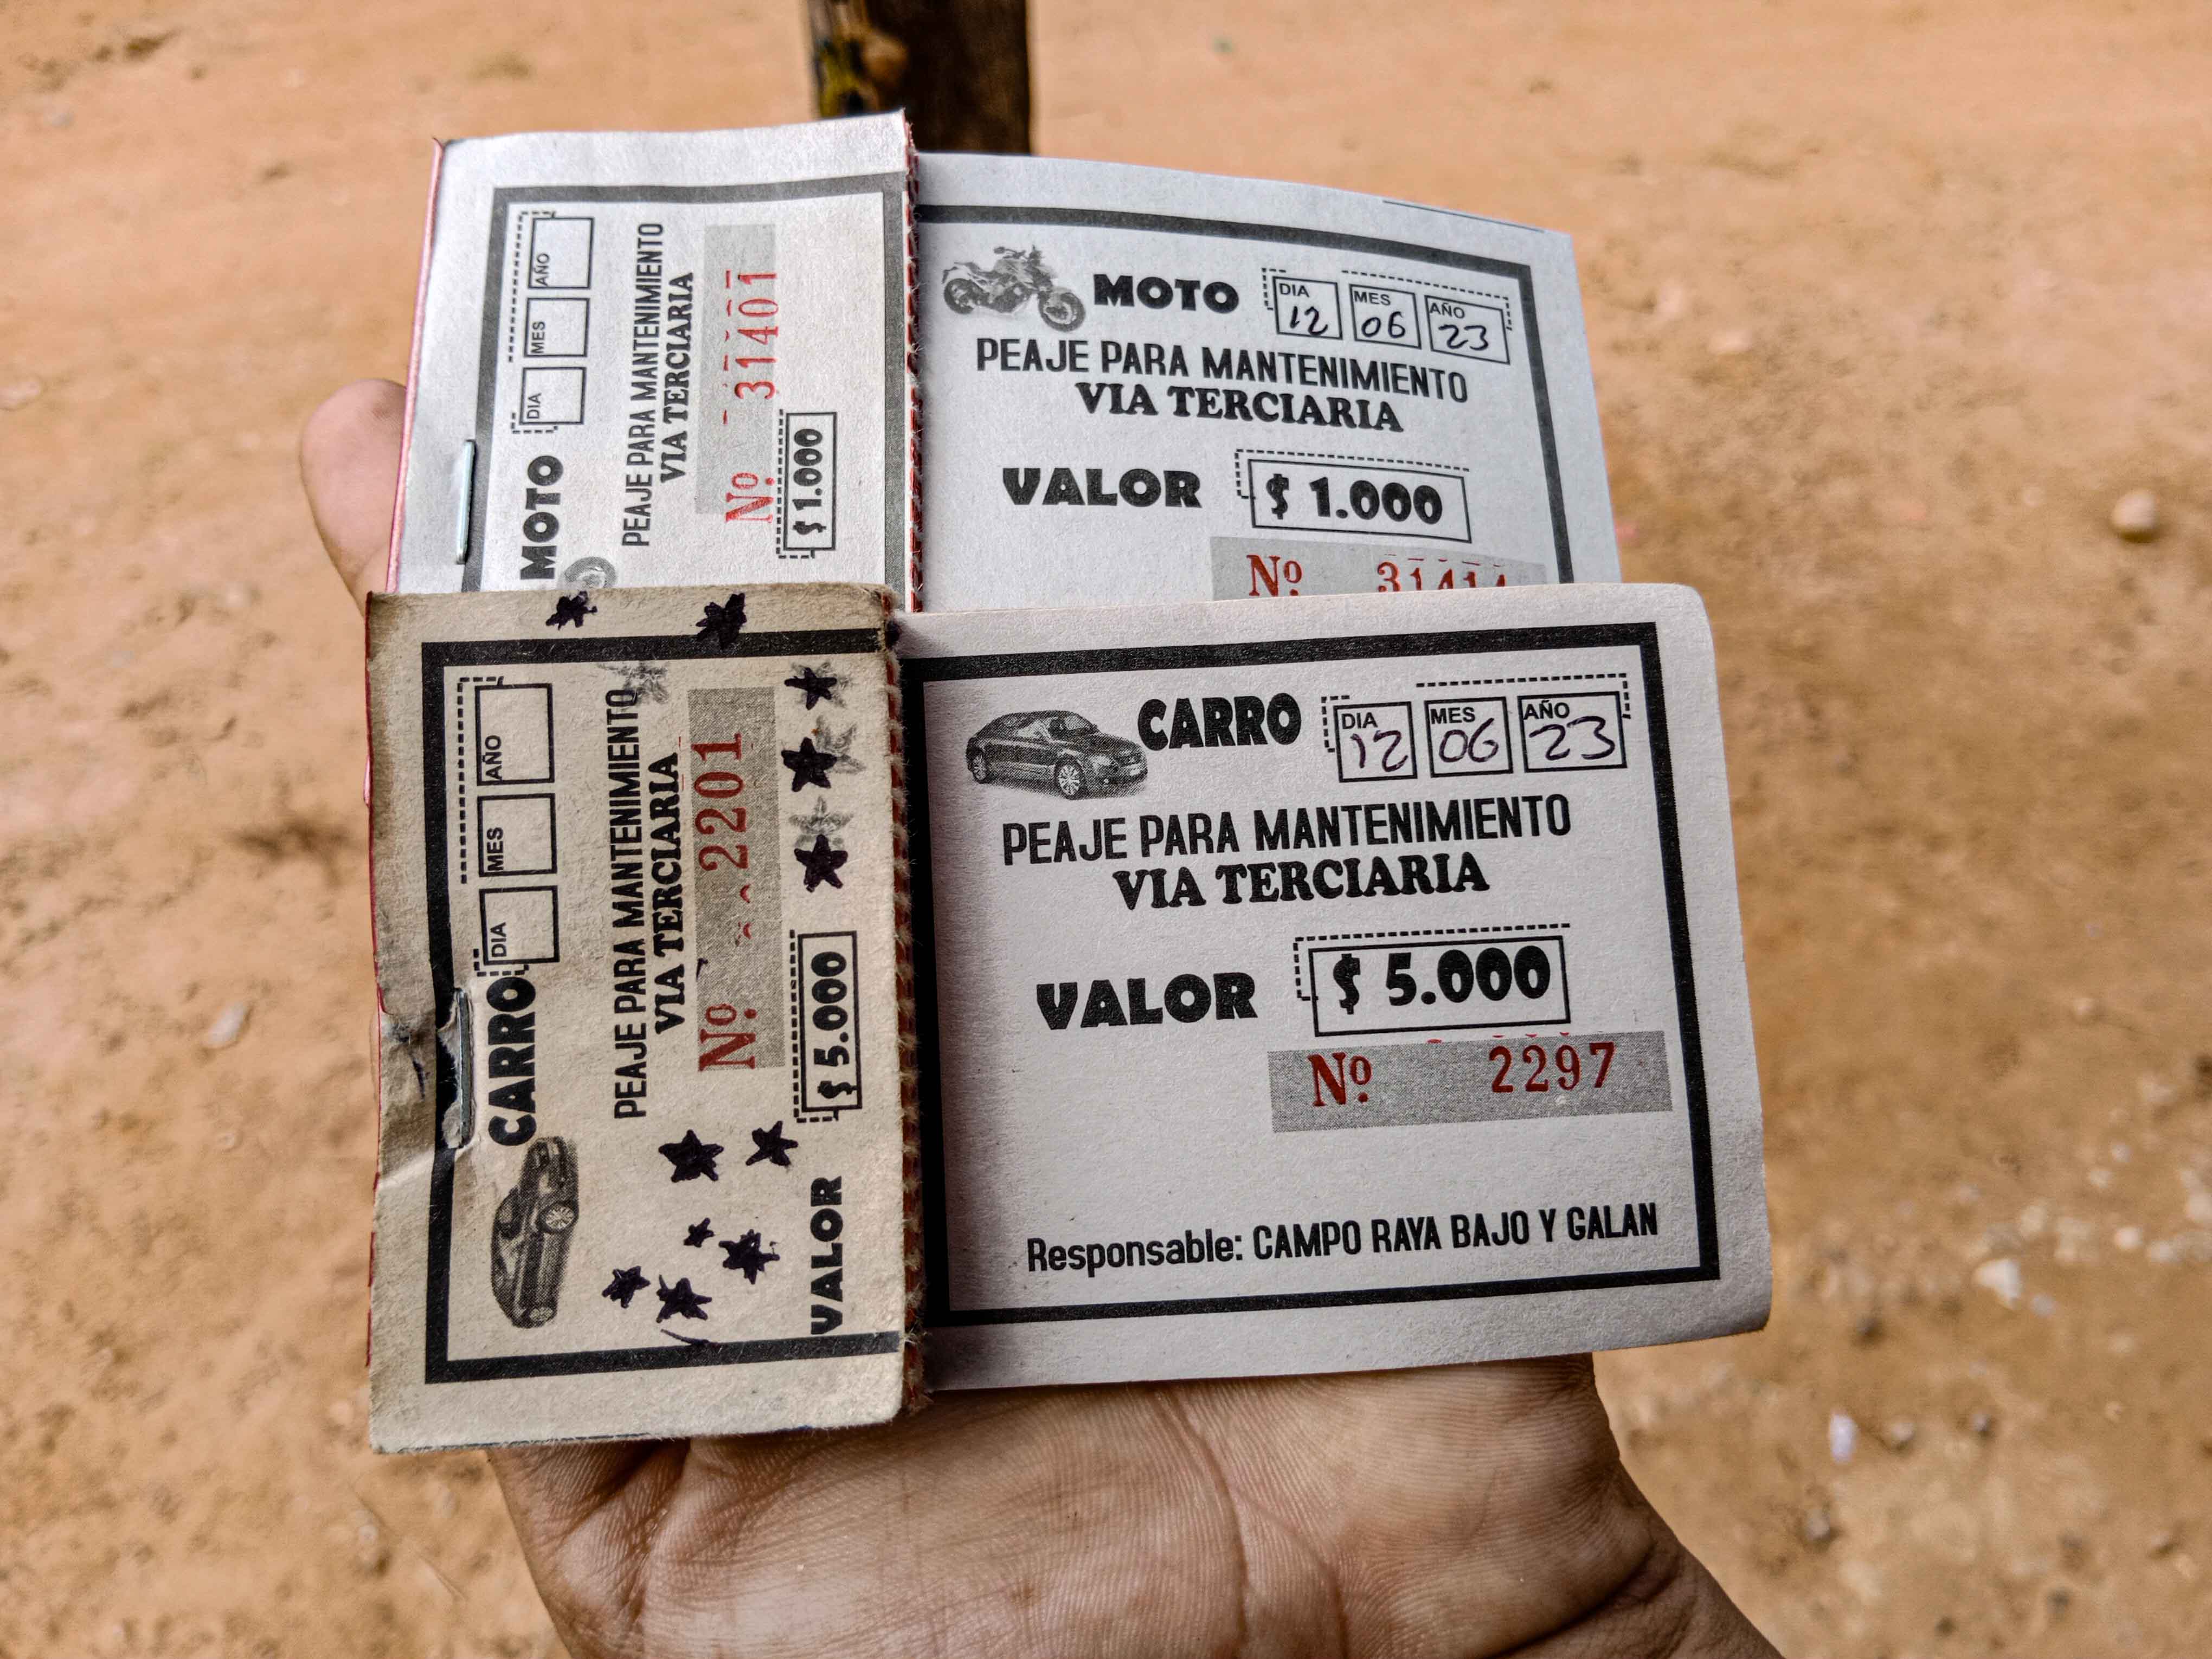 MOTO
DIA MES AÑO
PEAJE PARA MANTENIMIENTO
VIA TERCIARIA
Nº 31401
$ 1.000
MOTO
DIA MES AÑO
12 06 23
PEAJE PARA MANTENIMIENTO
VIA TERCIARIA
VALOR $ 1.000
Nº 31414
CARRO
DIA MES AÑO
PEAJE PARA MANTENIMIENTO
VIA TERCIARIA
Nº 2201
VALOR $ 5.000
CARRO
DIA MES AÑO
12 06 23
PEAJE PARA MANTENIMIENTO
VIA TERCIARIA
VALOR $ 5.000
Nº 2297
Responsable: CAMPO RAYA BAJO Y GALAN